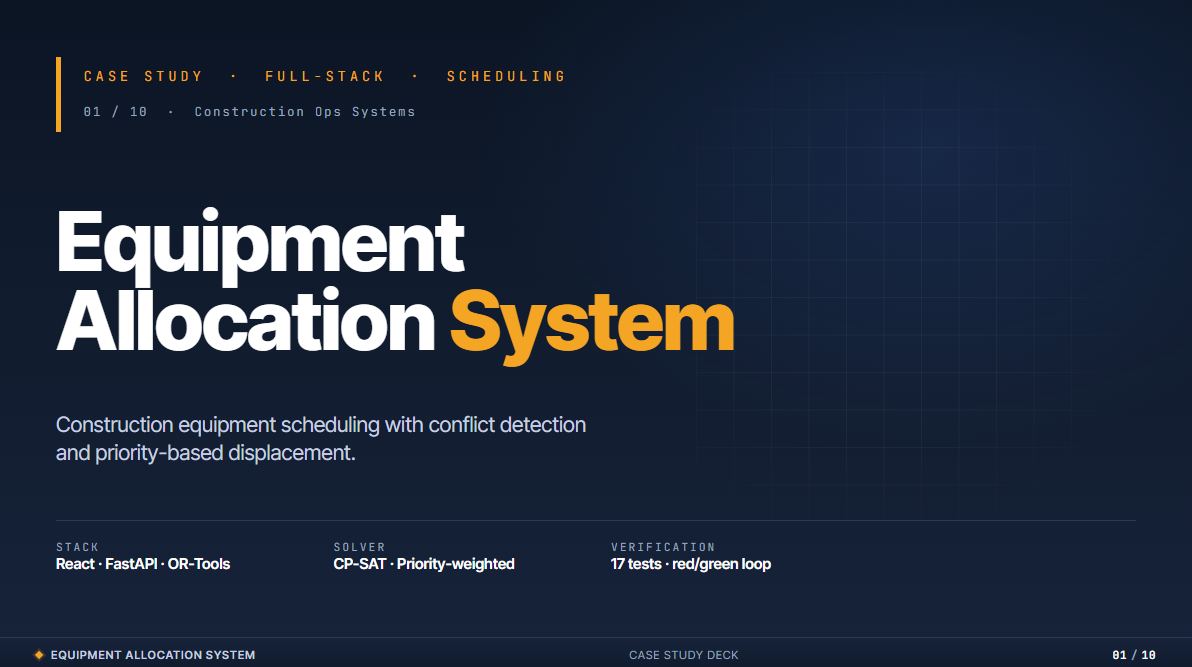 CASE STUDY · FULL-STACK · SCHEDULING
01 / 10 · Construction Ops Systems
Equipment
Allocation System
Construction equipment scheduling with conflict detection
and priority-based displacement.
STACK
React · FastAPI · OR-Tools
SOLVER
CP-SAT · Priority-weighted
VERIFICATION
17 tests · red/green loop
EQUIPMENT ALLOCATION SYSTEM
CASE STUDY DECK
01 / 10